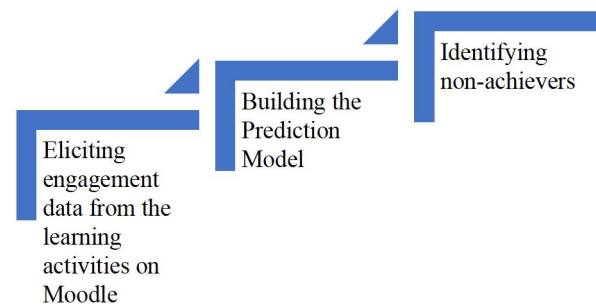 Eliciting
engagement
data from the
learning
activities on
Moodle
Building the
Prediction
Model
Identifying
non-achievers